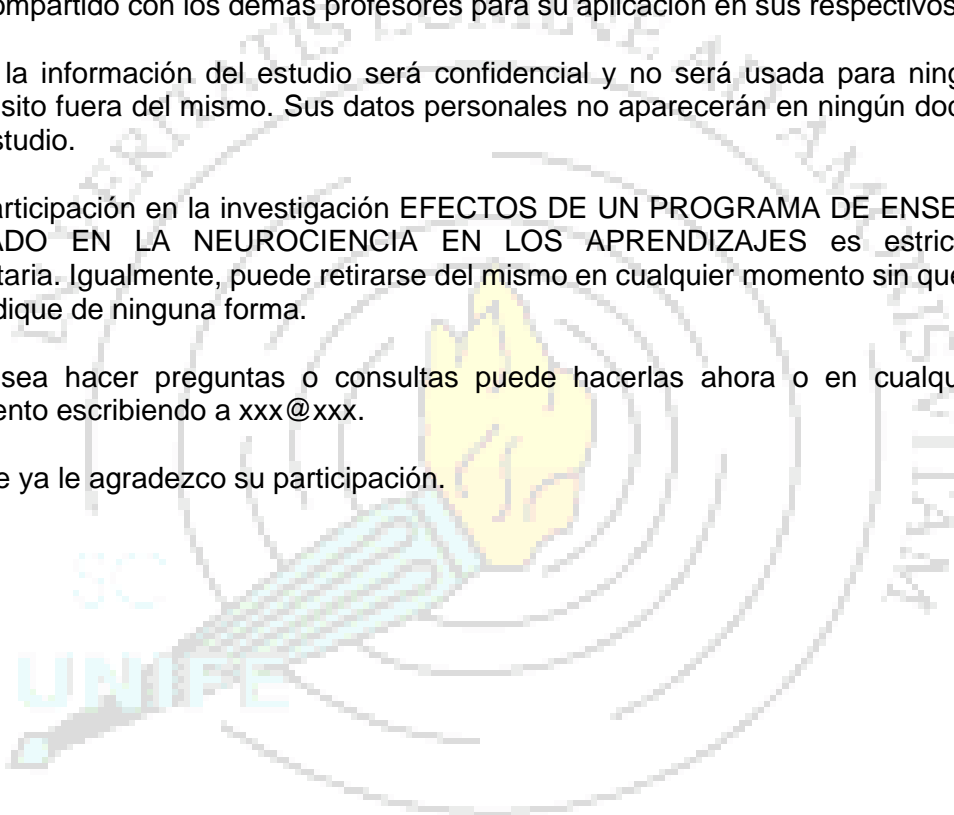 ompartido con los demás profesores para su aplicación en sus respectivos
la información del estudio será confidencial y no será usada para ning
sito fuera del mismo. Sus datos personales no aparecerán en ningún doc
studio.
articipación en la investigación EFECTOS DE UN PROGRAMA DE ENSE
ADO EN LA NEUROCIENCIA EN LOS APRENDIZAJES es estric
taria. Igualmente, puede retirarse del mismo en cualquier momento sin que
dique de ninguna forma.
sea hacer preguntas o consultas puede hacerlas ahora o en cualqu
ento escribiendo a xxx@xxx.
e ya le agradezco su participación.
SC
UNIFE